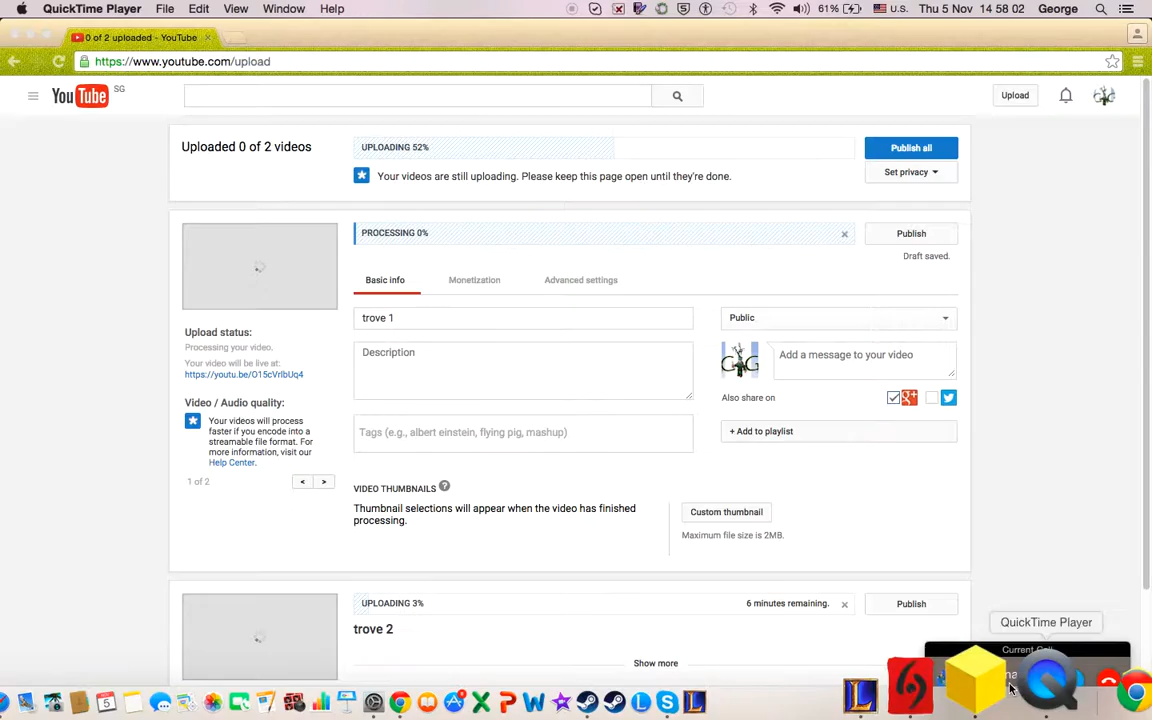 QuickTime Player File Edit View Window Help 61% U.S. Thu 5 Nov 14 58 02 George
0 of 2 uploaded - YouTube
https://www.youtube.com/upload
YouTube SG Upload
Uploaded 0 of 2 videos UPLOADING 52% Publish all
Your videos are still uploading. Please keep this page open until they're done. Set privacy
PROCESSING 0% Publish
Draft saved.
Basic info Monetization Advanced settings
trove 1 Public
Description Add a message to your video
Upload status:
Processing your video.
Your video will be live at:
https://youtu.be/O15cVrlbUq4
Also share on
Video / Audio quality:
Your videos will process
faster if you encode into a
streamable file format. For
more information, visit our
Help Center.
Tags (e.g., albert einstein, flying pig, mashup) + Add to playlist
1 of 2 < >
VIDEO THUMBNAILS ?
Thumbnail selections will appear when the video has finished
processing.
Custom thumbnail
Maximum file size is 2MB.
UPLOADING 3% 6 minutes remaining. Publish
trove 2
Show more
QuickTime Player
Current Call